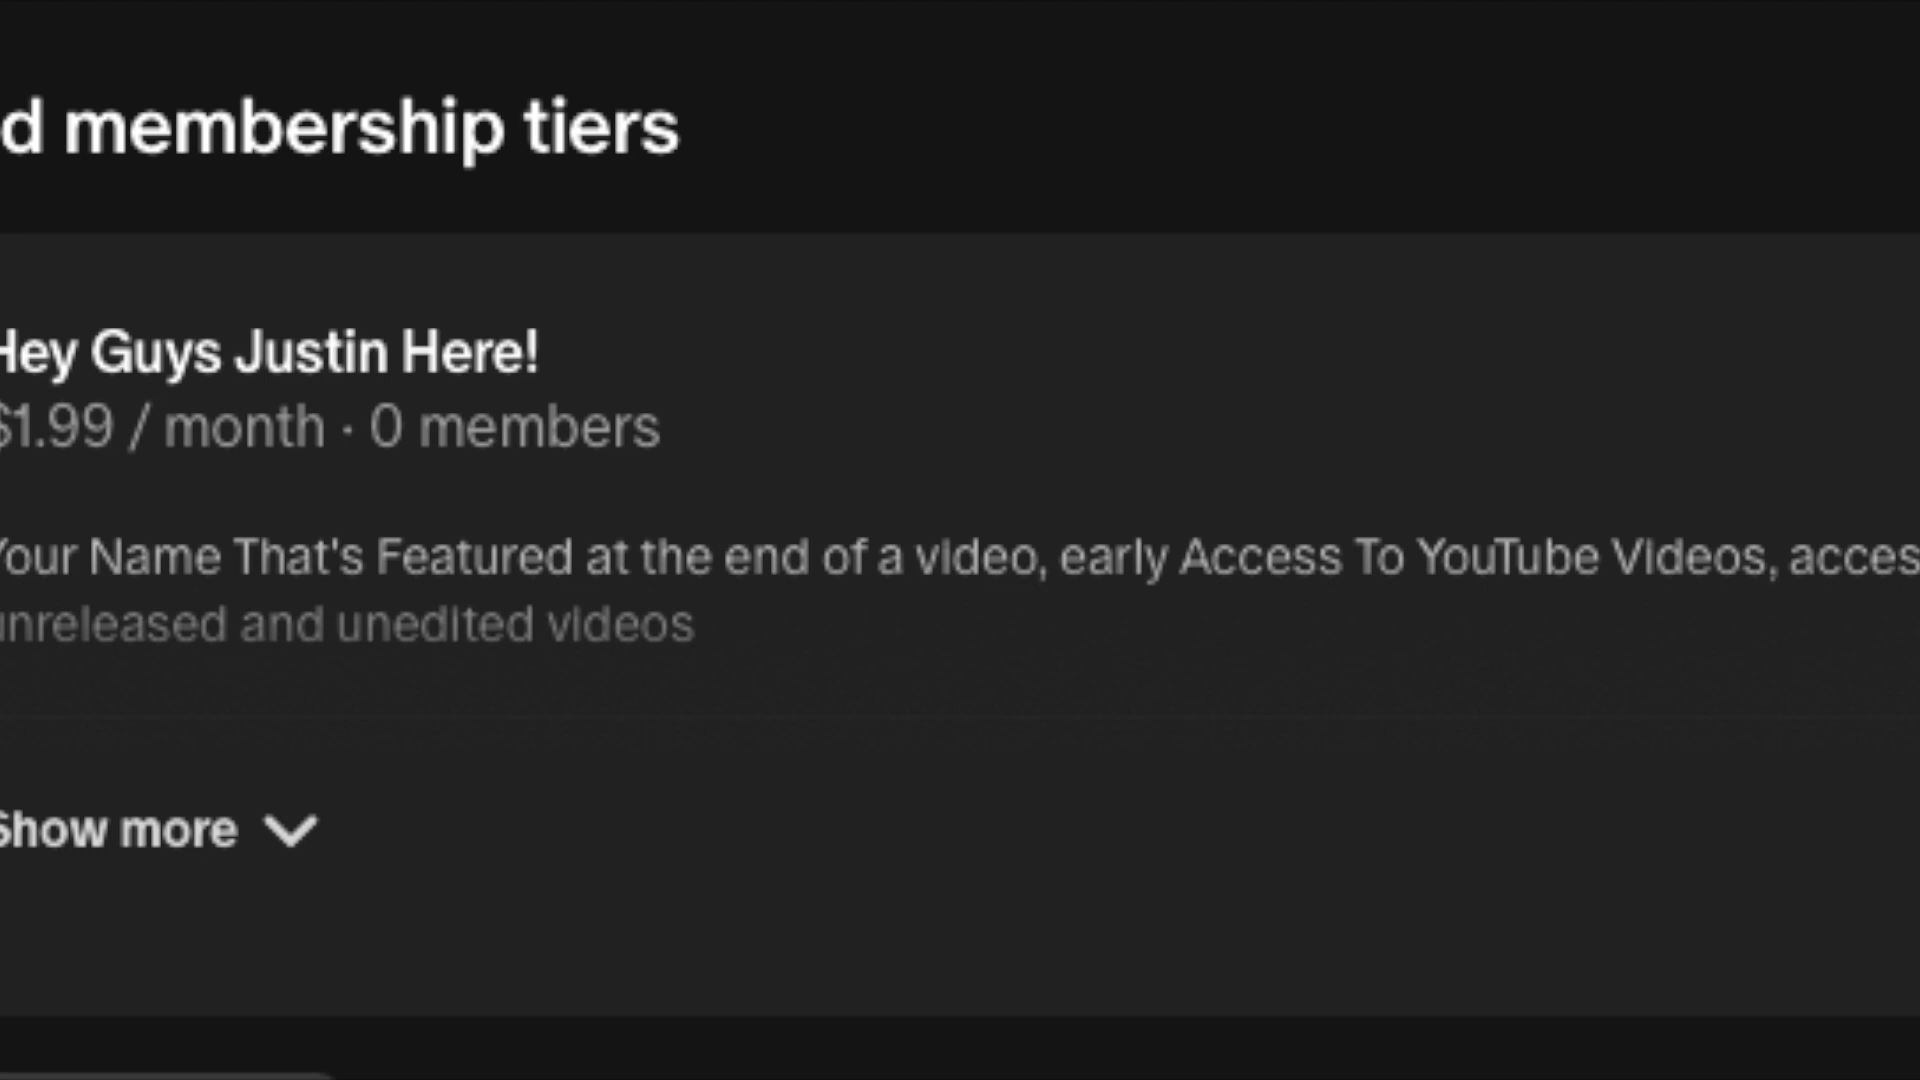 d membership tiers
Hey Guys Justin Here!
$1.99 / month · 0 members
Your Name That's Featured at the end of a video, early Access To YouTube Videos, acces
unreleased and unedited videos
Show more